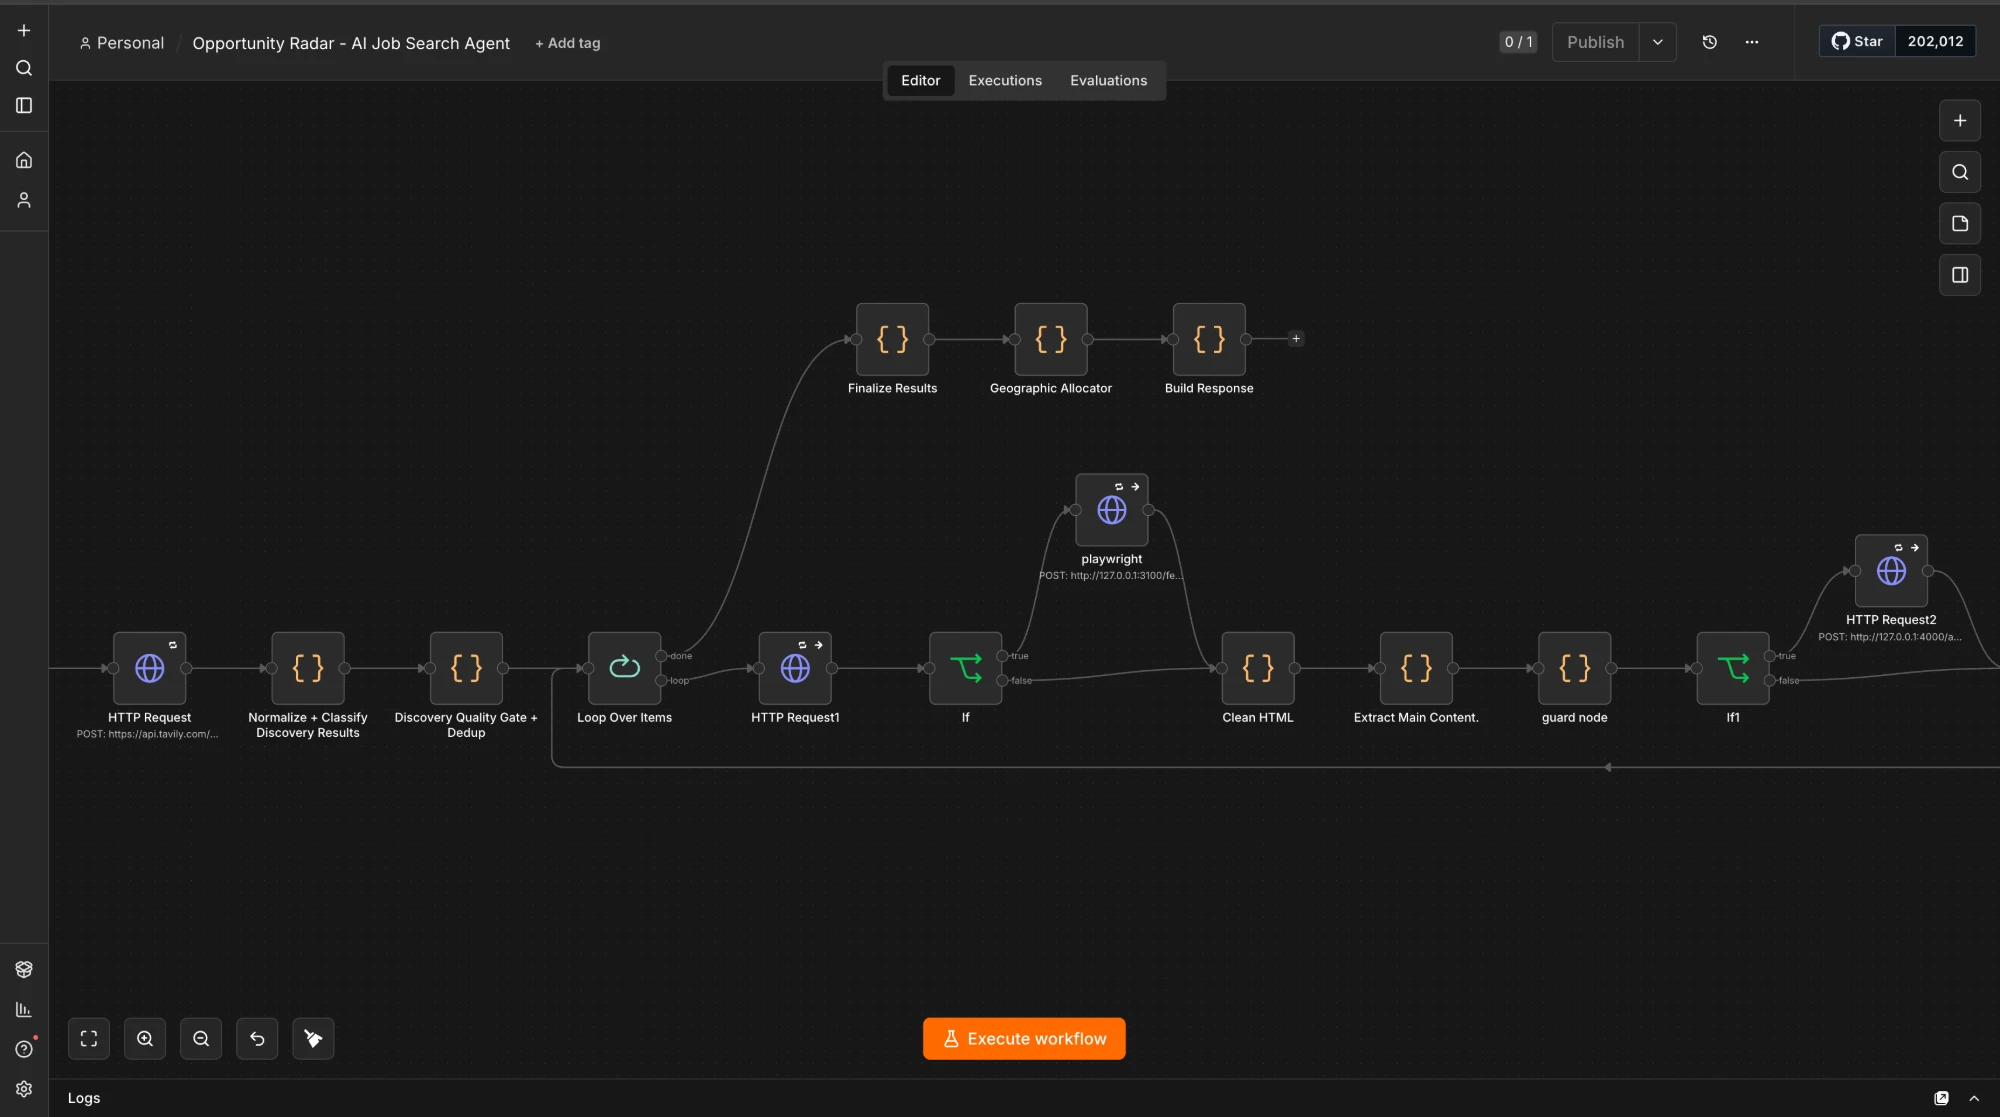 Personal / Opportunity Radar - AI Job Search Agent + Add tag
0 / 1
Publish
Star 202,012
Editor Executions Evaluations
Finalize Results
Geographic Allocator
Build Response
playwright
POST: http://127.0.0.1:3100/fe...
HTTP Request2
POST: http://127.0.0.1:4000/a...
done
loop
true
false
true
false
HTTP Request
POST: https://api.tavily.com/...
Normalize + Classify
Discovery Results
Discovery Quality Gate +
Dedup
Loop Over Items
HTTP Request1
If
Clean HTML
Extract Main Content.
guard node
If1
Execute workflow
Logs